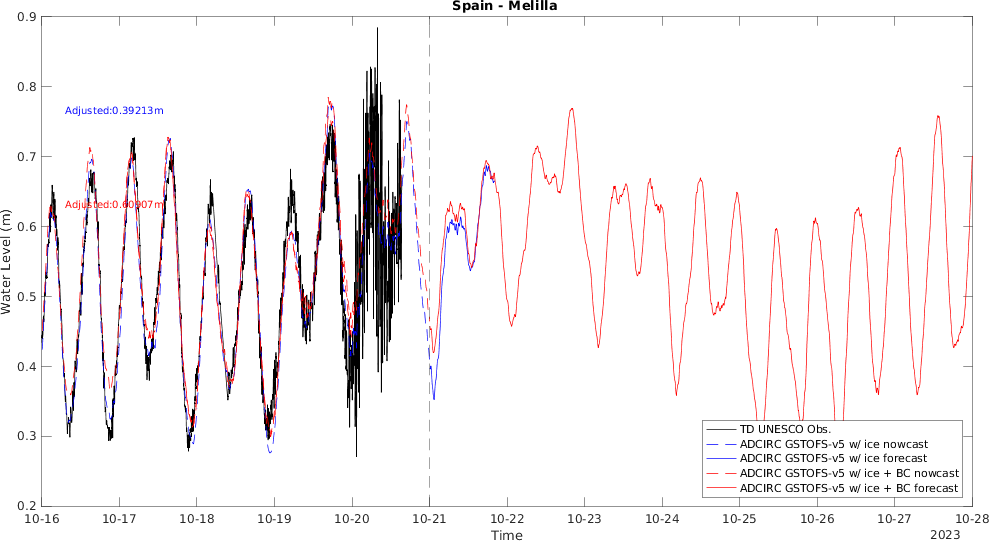 Spain - Melilla
Water Level (m)
0.9
0.8
0.7
0.6
0.5
0.4
0.3
0.2
Adjusted:0.39213m
Adjusted:0.60907m
TD UNESCO Obs.
ADCIRC GSTOFS-v5 w/ ice nowcast
ADCIRC GSTOFS-v5 w/ ice forecast
ADCIRC GSTOFS-v5 w/ ice + BC nowcast
ADCIRC GSTOFS-v5 w/ ice + BC forecast
10-16 10-17 10-18 10-19 10-20 10-21 10-22 10-23 10-24 10-25 10-26 10-27 10-28
Time
2023